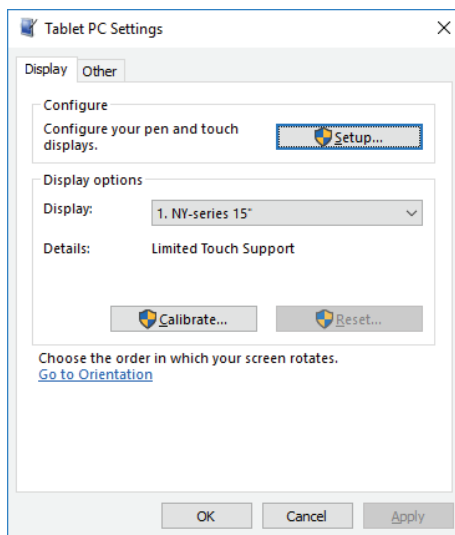 Tablet PC Settings
Display Other
Configure
Configure your pen and touch
displays.
Setup...
Display options
Display: 1. NY-series 15"
Details: Limited Touch Support
Calibrate... Reset...
Choose the order in which your screen rotates.
Go to Orientation
OK Cancel Apply